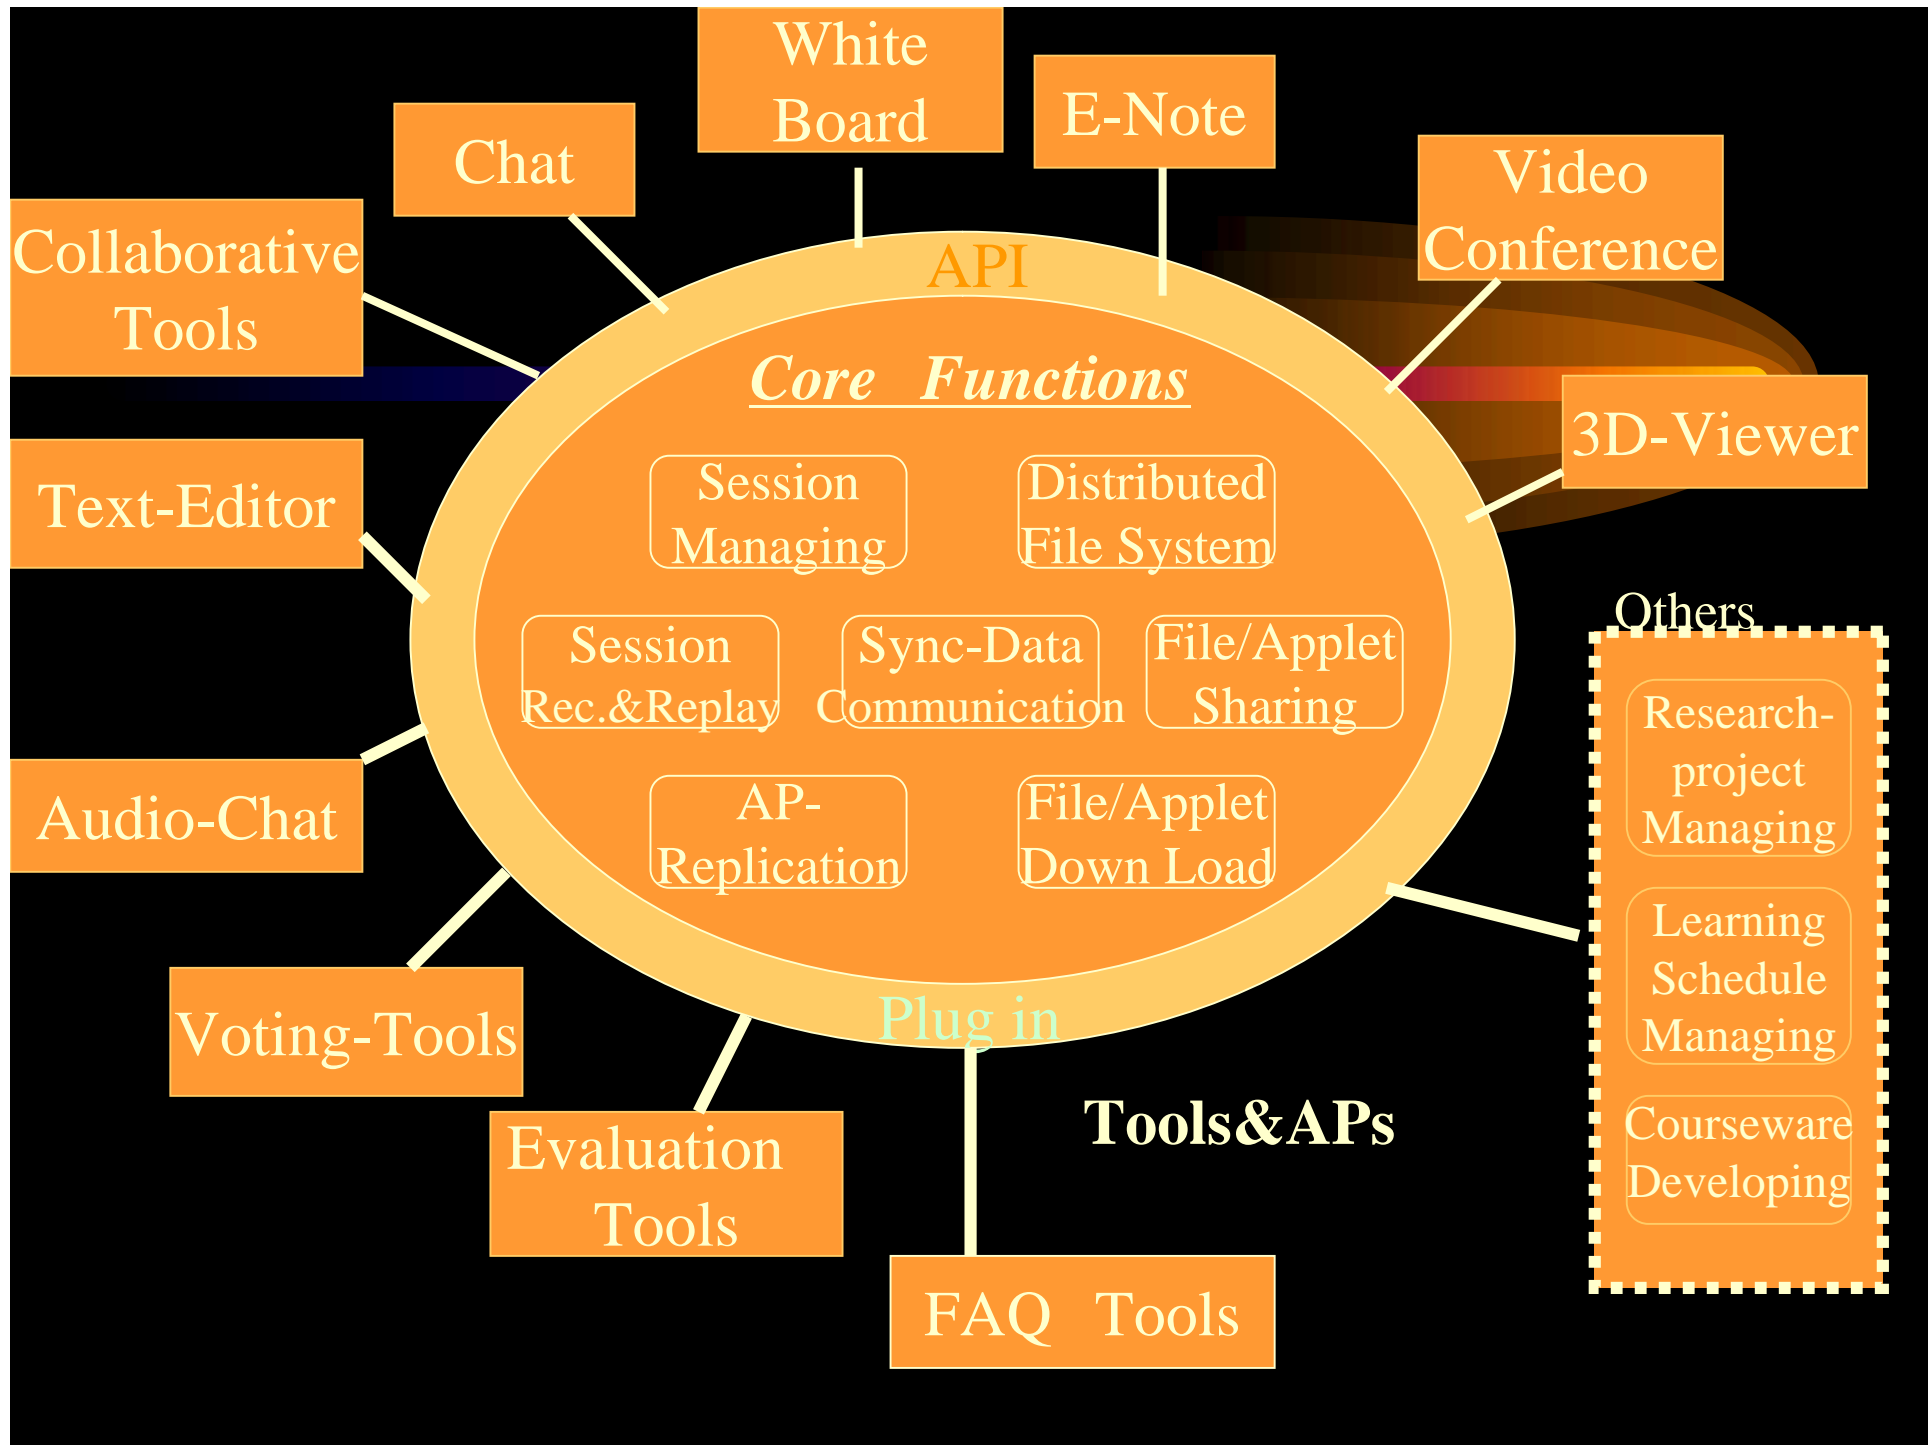 White
Board
E-Note
Chat
Video
Conference
Collaborative
Tools
API
Core Functions
3D-Viewer
Text-Editor
Session
Managing
Distributed
File System
Others
Session
Rec.&Replay
Sync-Data
Communication
File/Applet
Sharing
Research-
project
Managing
Audio-Chat
AP-
Replication
File/Applet
Down Load
Learning
Schedule
Managing
Voting-Tools
Plug in
Tools&APs
Courseware
Developing
Evaluation
Tools
FAQ Tools